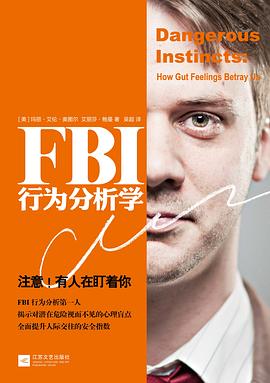 Dangerous
Instincts:
How Gut Feelings Betray Us
[美]玛丽·艾伦·奥图尔 艾丽莎·鲍曼 著 吴超 译
FBI
行为分析学
注意!有人在盯着你
FBI 行为分析第一人
揭示对潜在危险视而不见的心理盲点
全面提升人际交往的安全指数
江苏文艺出版社